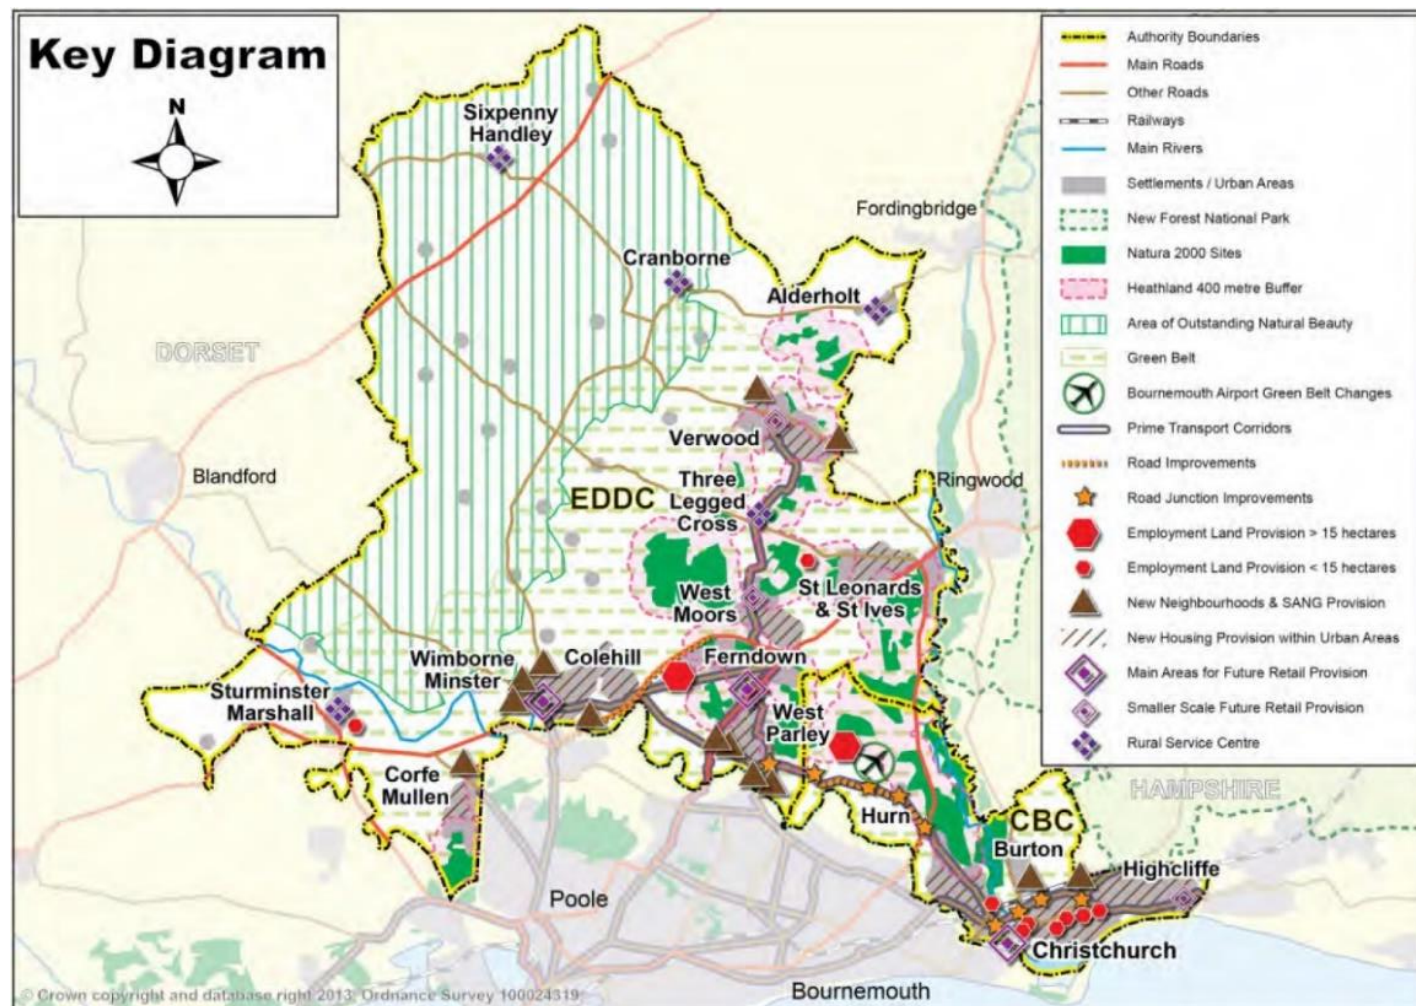 Key Diagram
N
Authority Boundaries
Main Roads
Other Roads
Railways
Main Rivers
Settlements / Urban Areas
New Forest National Park
Natura 2000 Sites
Heathland 400 metre Buffer
Area of Outstanding Natural Beauty
Green Belt
Bournemouth Airport Green Belt Changes
Prime Transport Corridors
Road Improvements
Road Junction Improvements
Employment Land Provision > 15 hectares
Employment Land Provision < 15 hectares
New Neighbourhoods & SANG Provision
New Housing Provision within Urban Areas
Main Areas for Future Retail Provision
Smaller Scale Future Retail Provision
Rural Service Centre
Sixpenny
Handley
Fordingbridge
Cranborne
Alderholt
DORSET
Verwood
Blandford
Three
Legged
Cross
EDDC
Ringwood
West
Moors
St Leonards
& St Ives
Wimborne
Minster
Colehill
Ferndown
Sturminster
Marshall
West
Parley
Corfe
Mullen
Hurn
HAMPSHIRE
CBC
Burton
Highcliffe
Poole
Christchurch
Bournemouth
© Crown copyright and database right 2013. Ordnance Survey 100024319